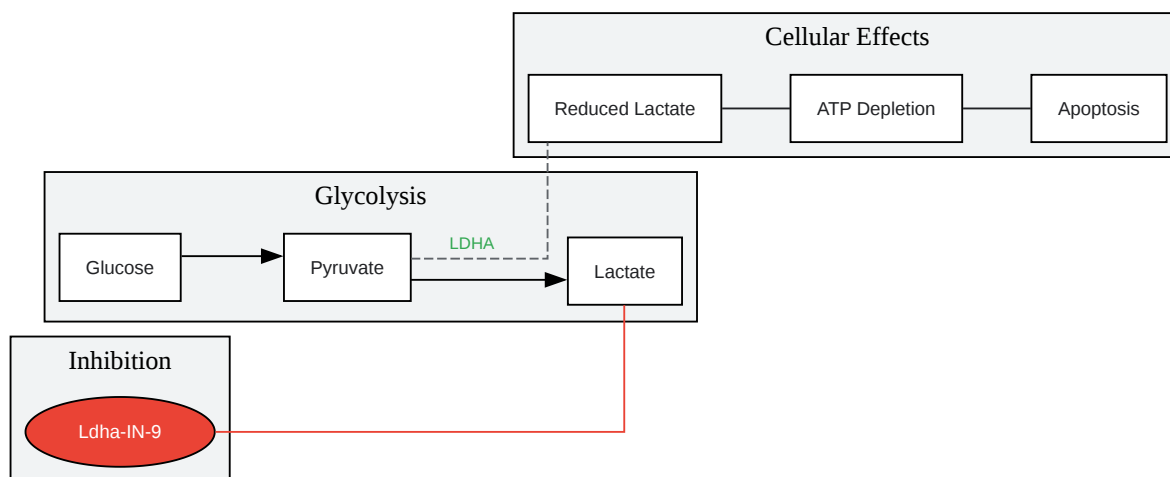 Cellular Effects
Reduced Lactate
ATP Depletion
Apoptosis
Glycolysis
Glucose
Pyruvate
LDHA
Lactate
Inhibition
Ldha-IN-9